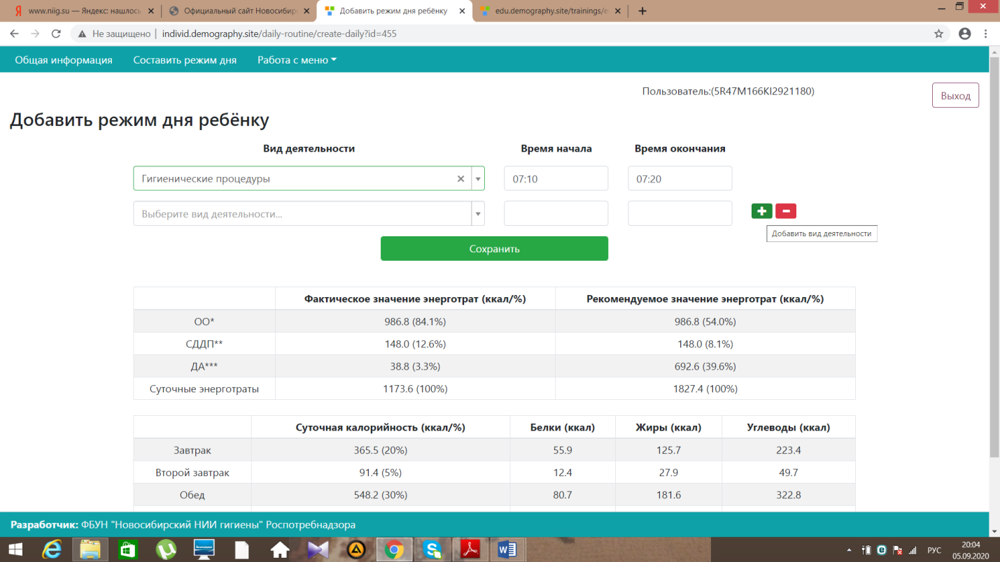 www.niig.su — Яндекс: нашлось
Официальный сайт Новосибир
Добавить режим дня ребёнку
edu.demography.site/trainings/e
Не защищено | individ.demography.site/daily-routine/create-daily?id=455
Общая информация Составить режим дня Работа с меню
Пользователь:(5R47M166KI2921180)
Выход
Добавить режим дня ребёнку
Вид деятельности Время начала Время окончания
Гигиенические процедуры 07:10 07:20
Выберите вид деятельности...
Добавить вид деятельности
Сохранить
Фактическое значение энерготрат (ккал/%) Рекомендуемое значение энерготрат (ккал/%)
ОО* 986.8 (84.1%) 986.8 (54.0%)
СДДП** 148.0 (12.6%) 148.0 (8.1%)
ДА*** 38.8 (3.3%) 692.6 (39.6%)
Суточные энерготраты 1173.6 (100%) 1827.4 (100%)
Суточная калорийность (ккал/%) Белки (ккал) Жиры (ккал) Углеводы (ккал)
Завтрак 365.5 (20%) 55.9 125.7 223.4
Второй завтрак 91.4 (5%) 12.4 27.9 49.7
Обед 548.2 (30%) 80.7 181.6 322.8
Разработчик: ФБУН "Новосибирский НИИ гигиены" Роспотребнадзора
РУС
20:04
05.09.2020